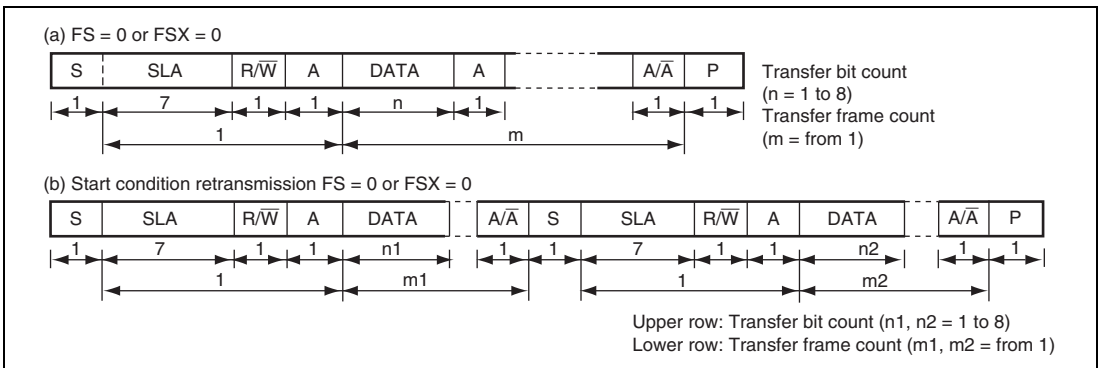 (a) FS = 0 or FSX = 0
S SLA R/W̅ A DATA A A/A̅ P
1 7 1 1 n 1 1 1
1 m
Transfer bit count
(n = 1 to 8)
Transfer frame count
(m = from 1)
(b) Start condition retransmission FS = 0 or FSX = 0
S SLA R/W̅ A DATA A/A̅ S SLA R/W̅ A DATA A/A̅ P
1 7 1 1 n1 1 1 7 1 1 n2 1 1
1 m1 1 m2
Upper row: Transfer bit count (n1, n2 = 1 to 8)
Lower row: Transfer frame count (m1, m2 = from 1)